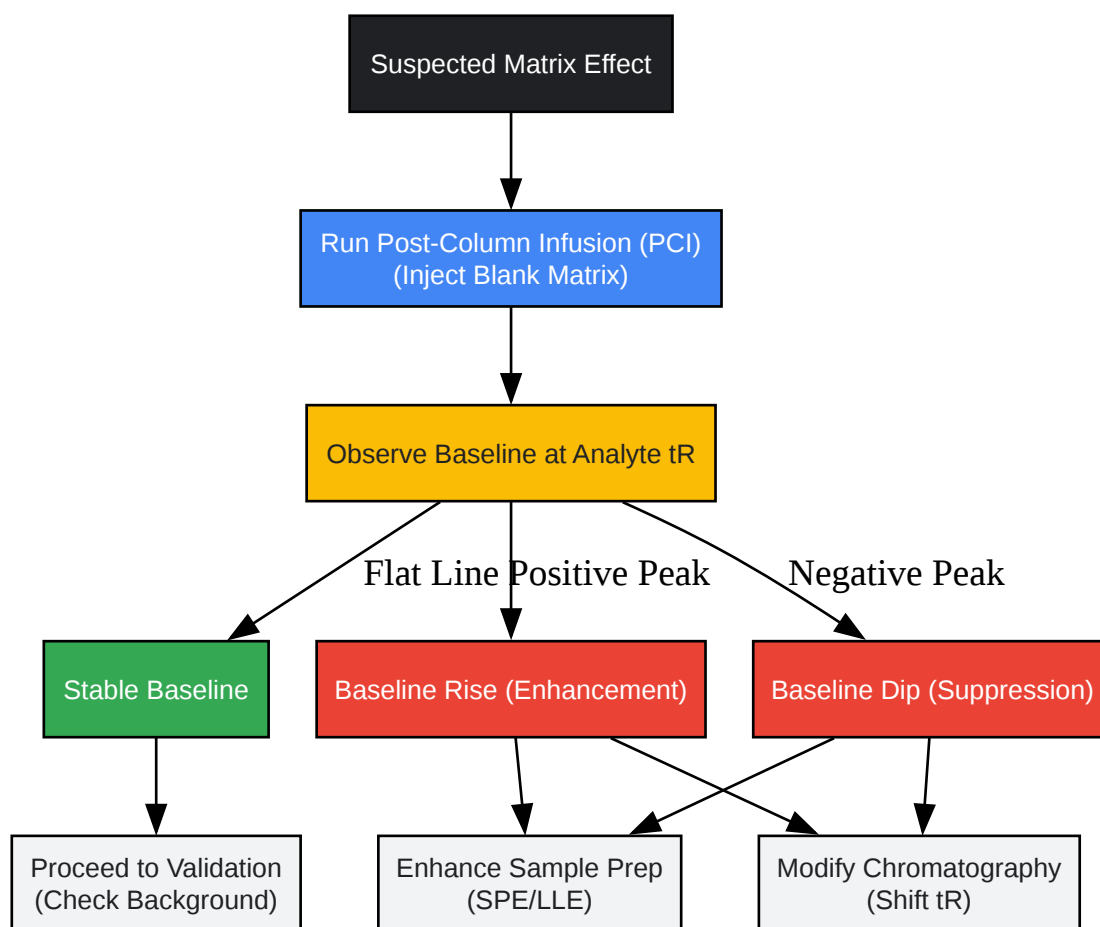 Suspected Matrix Effect
Run Post-Column Infusion (PCI)
(Inject Blank Matrix)
Observe Baseline at Analyte tR
Flat Line
Positive Peak
Negative Peak
Stable Baseline
Baseline Rise (Enhancement)
Baseline Dip (Suppression)
Proceed to Validation
(Check Background)
Enhance Sample Prep
(SPE/LLE)
Modify Chromatography
(Shift tR)